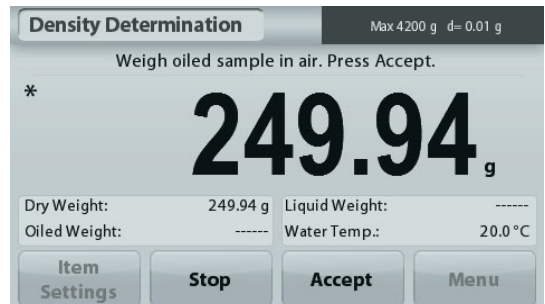 Density Determination Max 4200 g d= 0.01 g
Weigh oiled sample in air. Press Accept.
*
249.94 g
Dry Weight: 249.94 g Liquid Weight: ------
Oiled Weight: ------ Water Temp.: 20.0 °C
Item Settings Stop Accept Menu